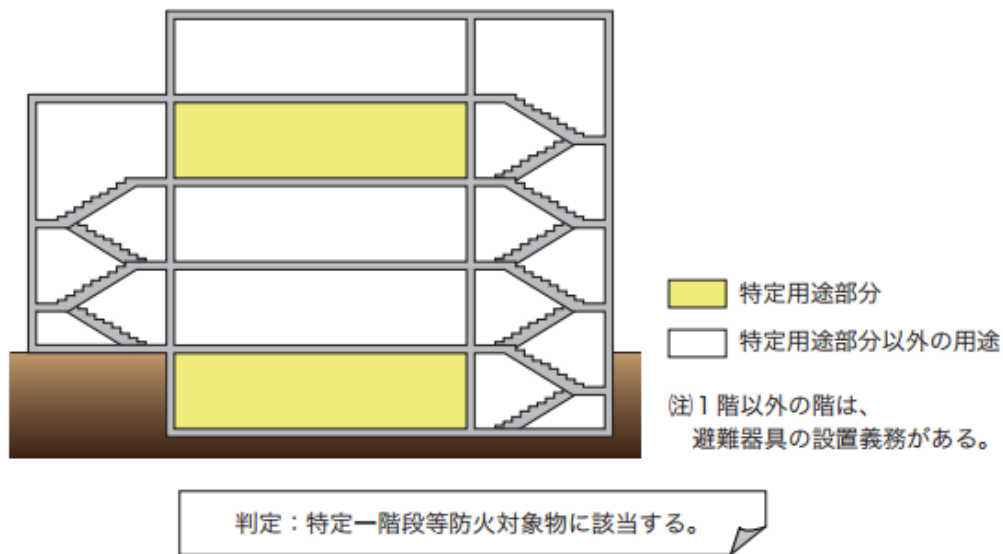 特定用途部分
特定用途部分以外の用途
㊟1階以外の階は、
避難器具の設置義務がある。
判定：特定一階段等防火対象物に該当する。